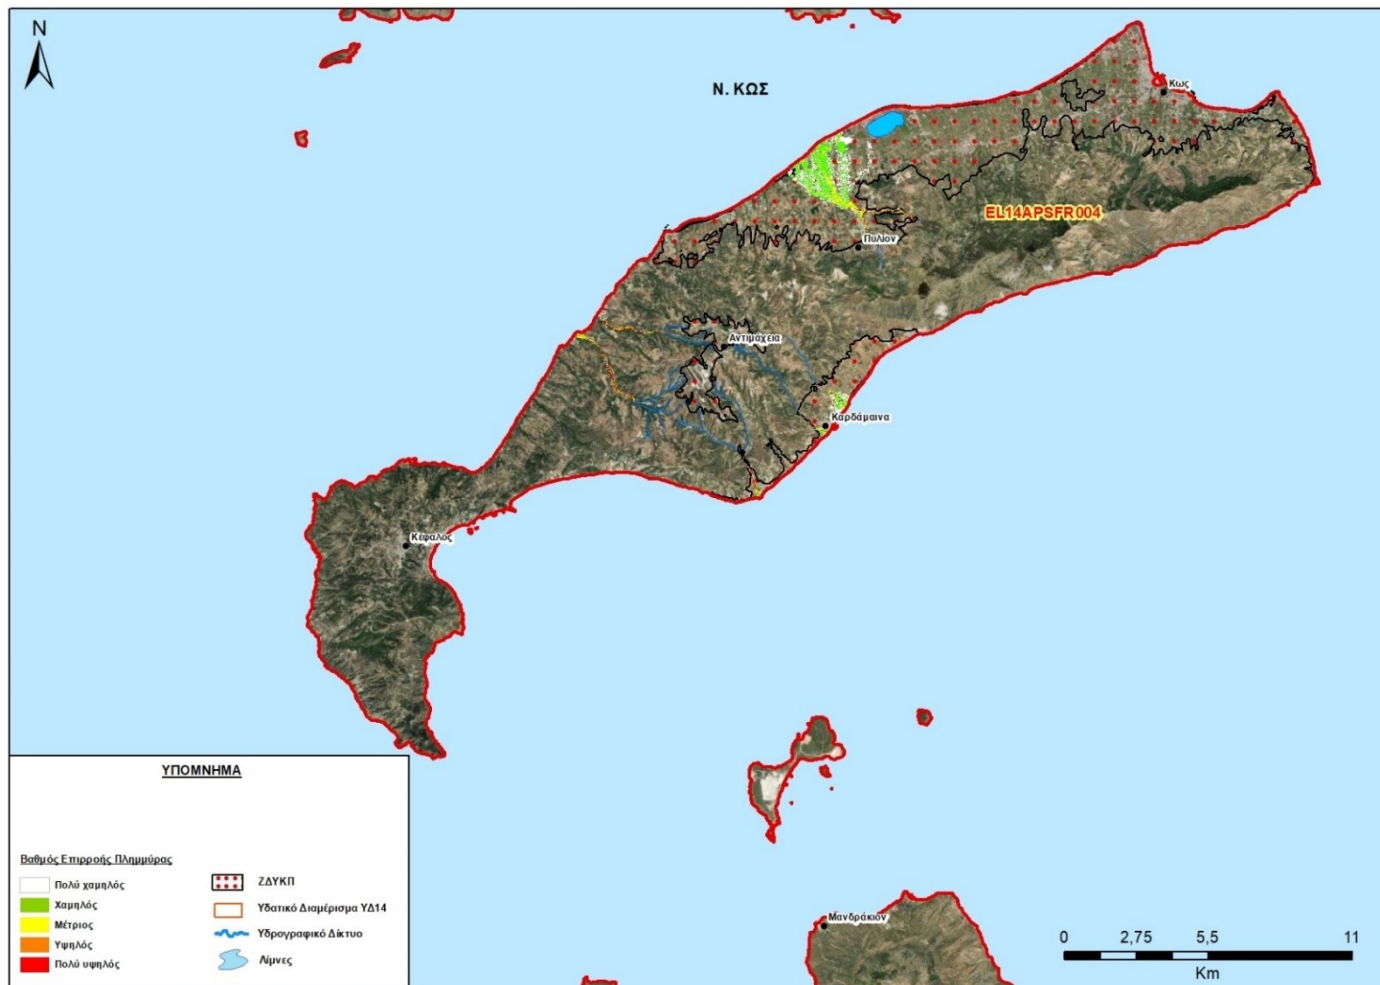 N
Ν. ΚΩΣ
Κως
EL14APSFR004
Πυλίον
Αντιμάχεια
Καρδάμαινα
Κέφαλος
Μανδράκιον
ΥΠΟΜΝΗΜΑ
Βαθμός Επιρροής Πλημμύρας
Πολύ χαμηλός
Χαμηλός
Μέτριος
Υψηλός
Πολύ υψηλός
ΖΔΥΚΠ
Υδατικό Διαμέρισμα ΥΔ14
Υδρογραφικό Δίκτυο
Λίμνες
0 2,75 5,5 11
Km